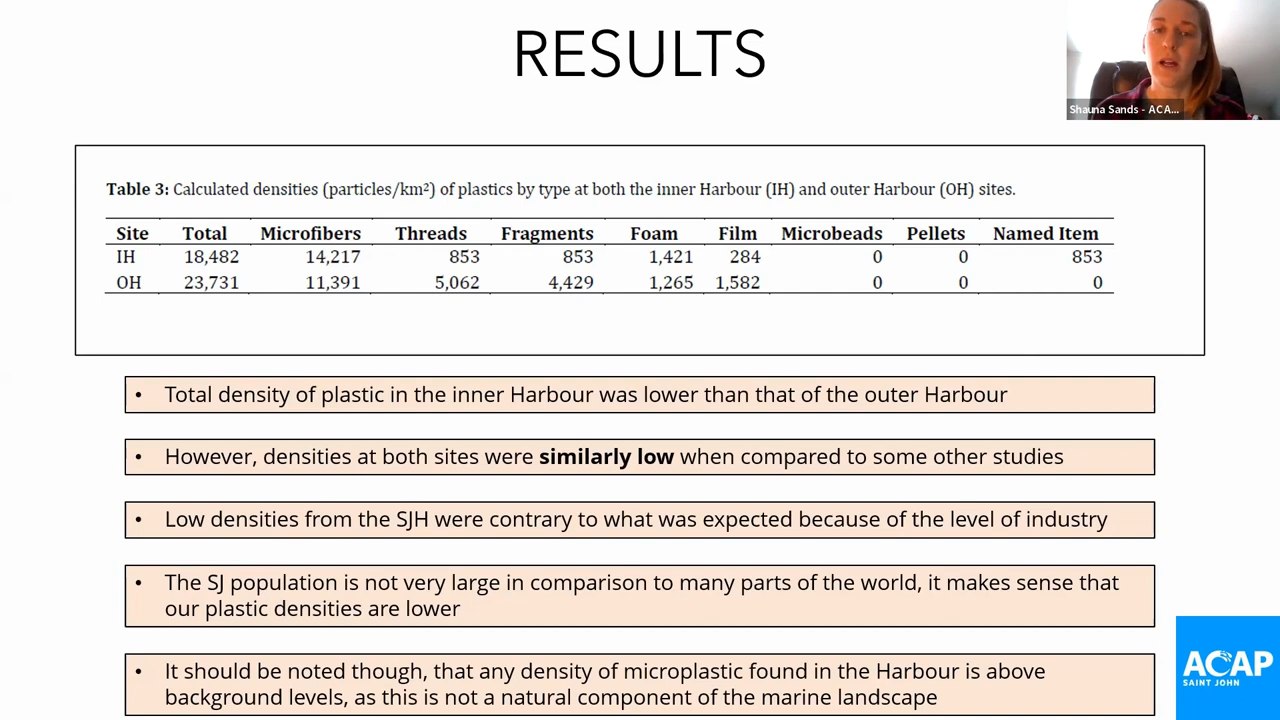 RESULTS
Shauna Sands - ACA...
Table 3: Calculated densities (particles/km²) of plastics by type at both the inner Harbour (IH) and outer Harbour (OH) sites.
Site Total Microfibers Threads Fragments Foam Film Microbeads Pellets Named Item
IH 18,482 14,217 853 853 1,421 284 0 0 853
OH 23,731 11,391 5,062 4,429 1,265 1,582 0 0 0
• Total density of plastic in the inner Harbour was lower than that of the outer Harbour
• However, densities at both sites were similarly low when compared to some other studies
• Low densities from the SJH were contrary to what was expected because of the level of industry
• The SJ population is not very large in comparison to many parts of the world, it makes sense that
our plastic densities are lower
• It should be noted though, that any density of microplastic found in the Harbour is above
background levels, as this is not a natural component of the marine landscape
ACAP
SAINT JOHN